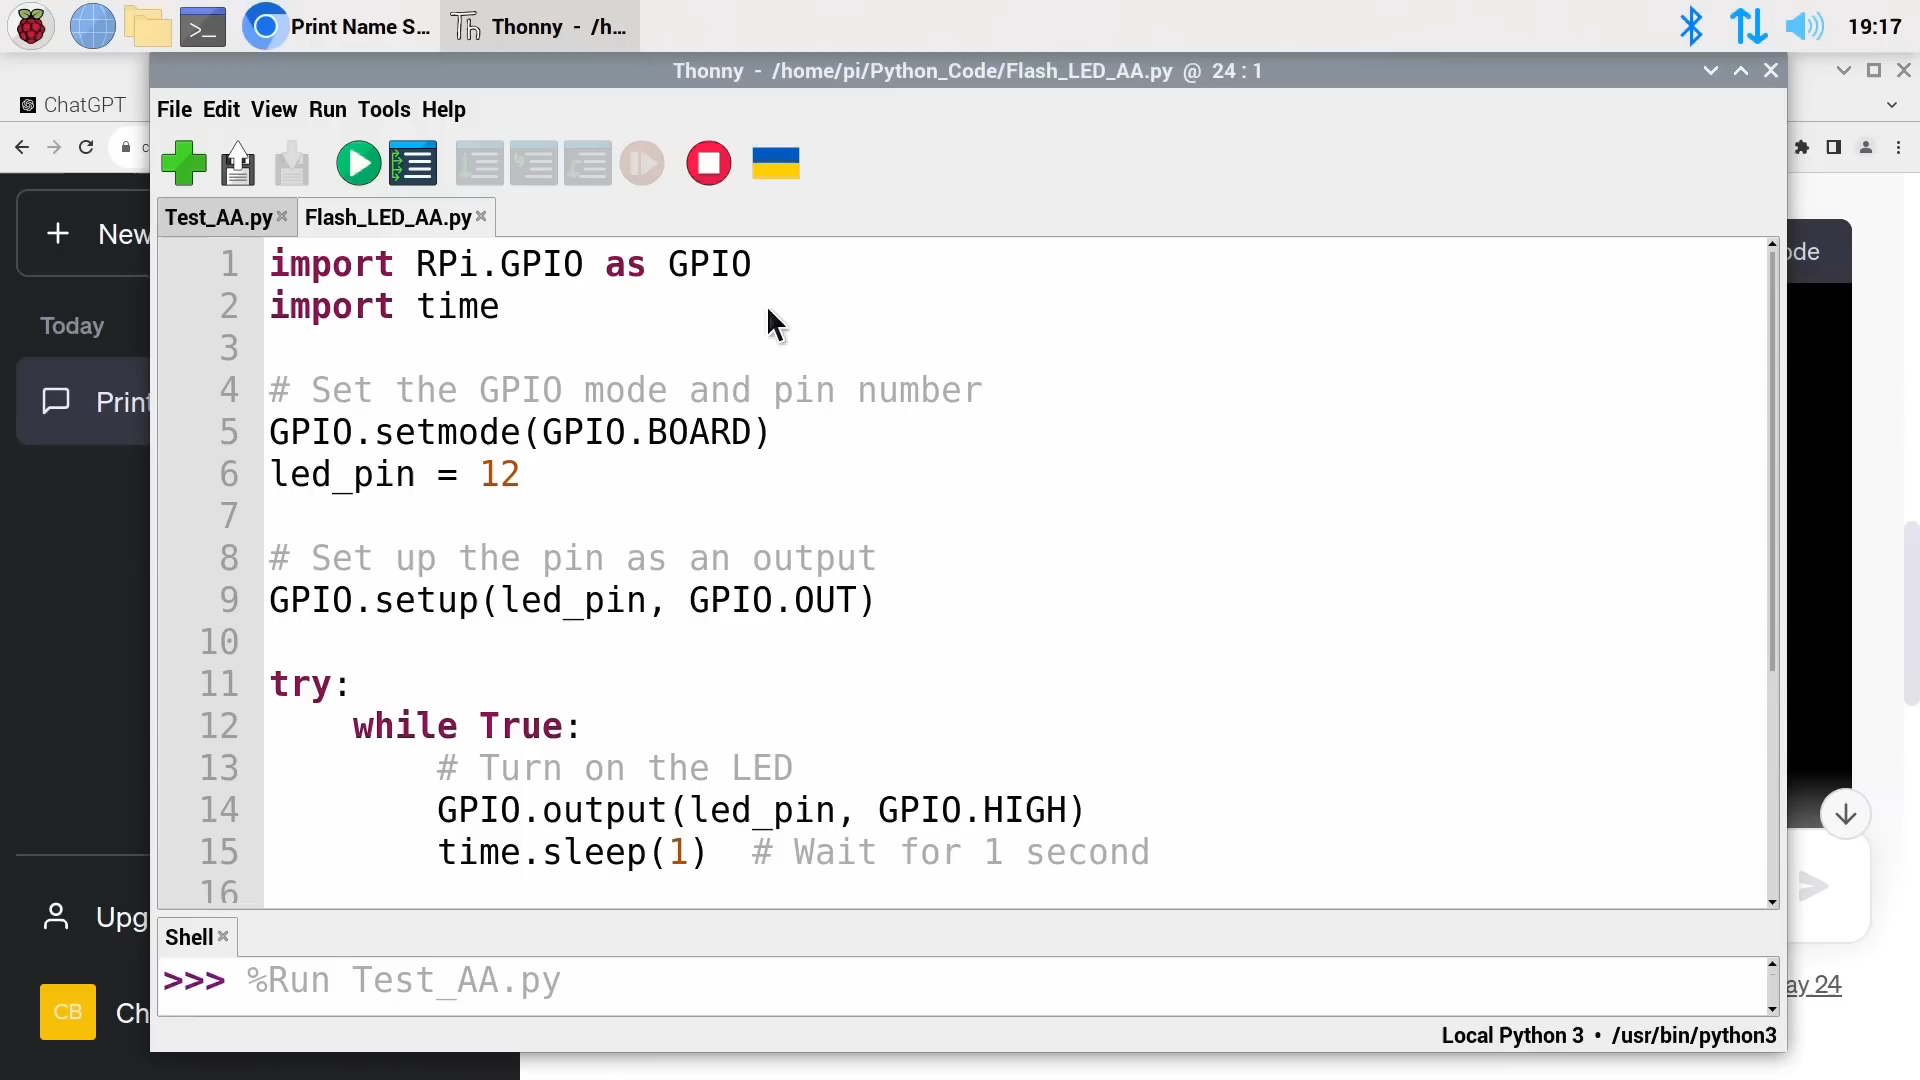 Print Name S...
Thonny - /h...
19:17
Thonny - /home/pi/Python_Code/Flash_LED_AA.py @ 24 : 1
ChatGPT
File Edit View Run Tools Help
New
Today
Print
Upg
CB
Ch
Test_AA.py
Flash_LED_AA.py
1 import RPi.GPIO as GPIO
2 import time
3
4 # Set the GPIO mode and pin number
5 GPIO.setmode(GPIO.BOARD)
6 led_pin = 12
7
8 # Set up the pin as an output
9 GPIO.setup(led_pin, GPIO.OUT)
10
11 try:
12 while True:
13 # Turn on the LED
14 GPIO.output(led_pin, GPIO.HIGH)
15 time.sleep(1) # Wait for 1 second
16
Shell
>>> %Run Test_AA.py
Local Python 3 • /usr/bin/python3
ode
ay 24